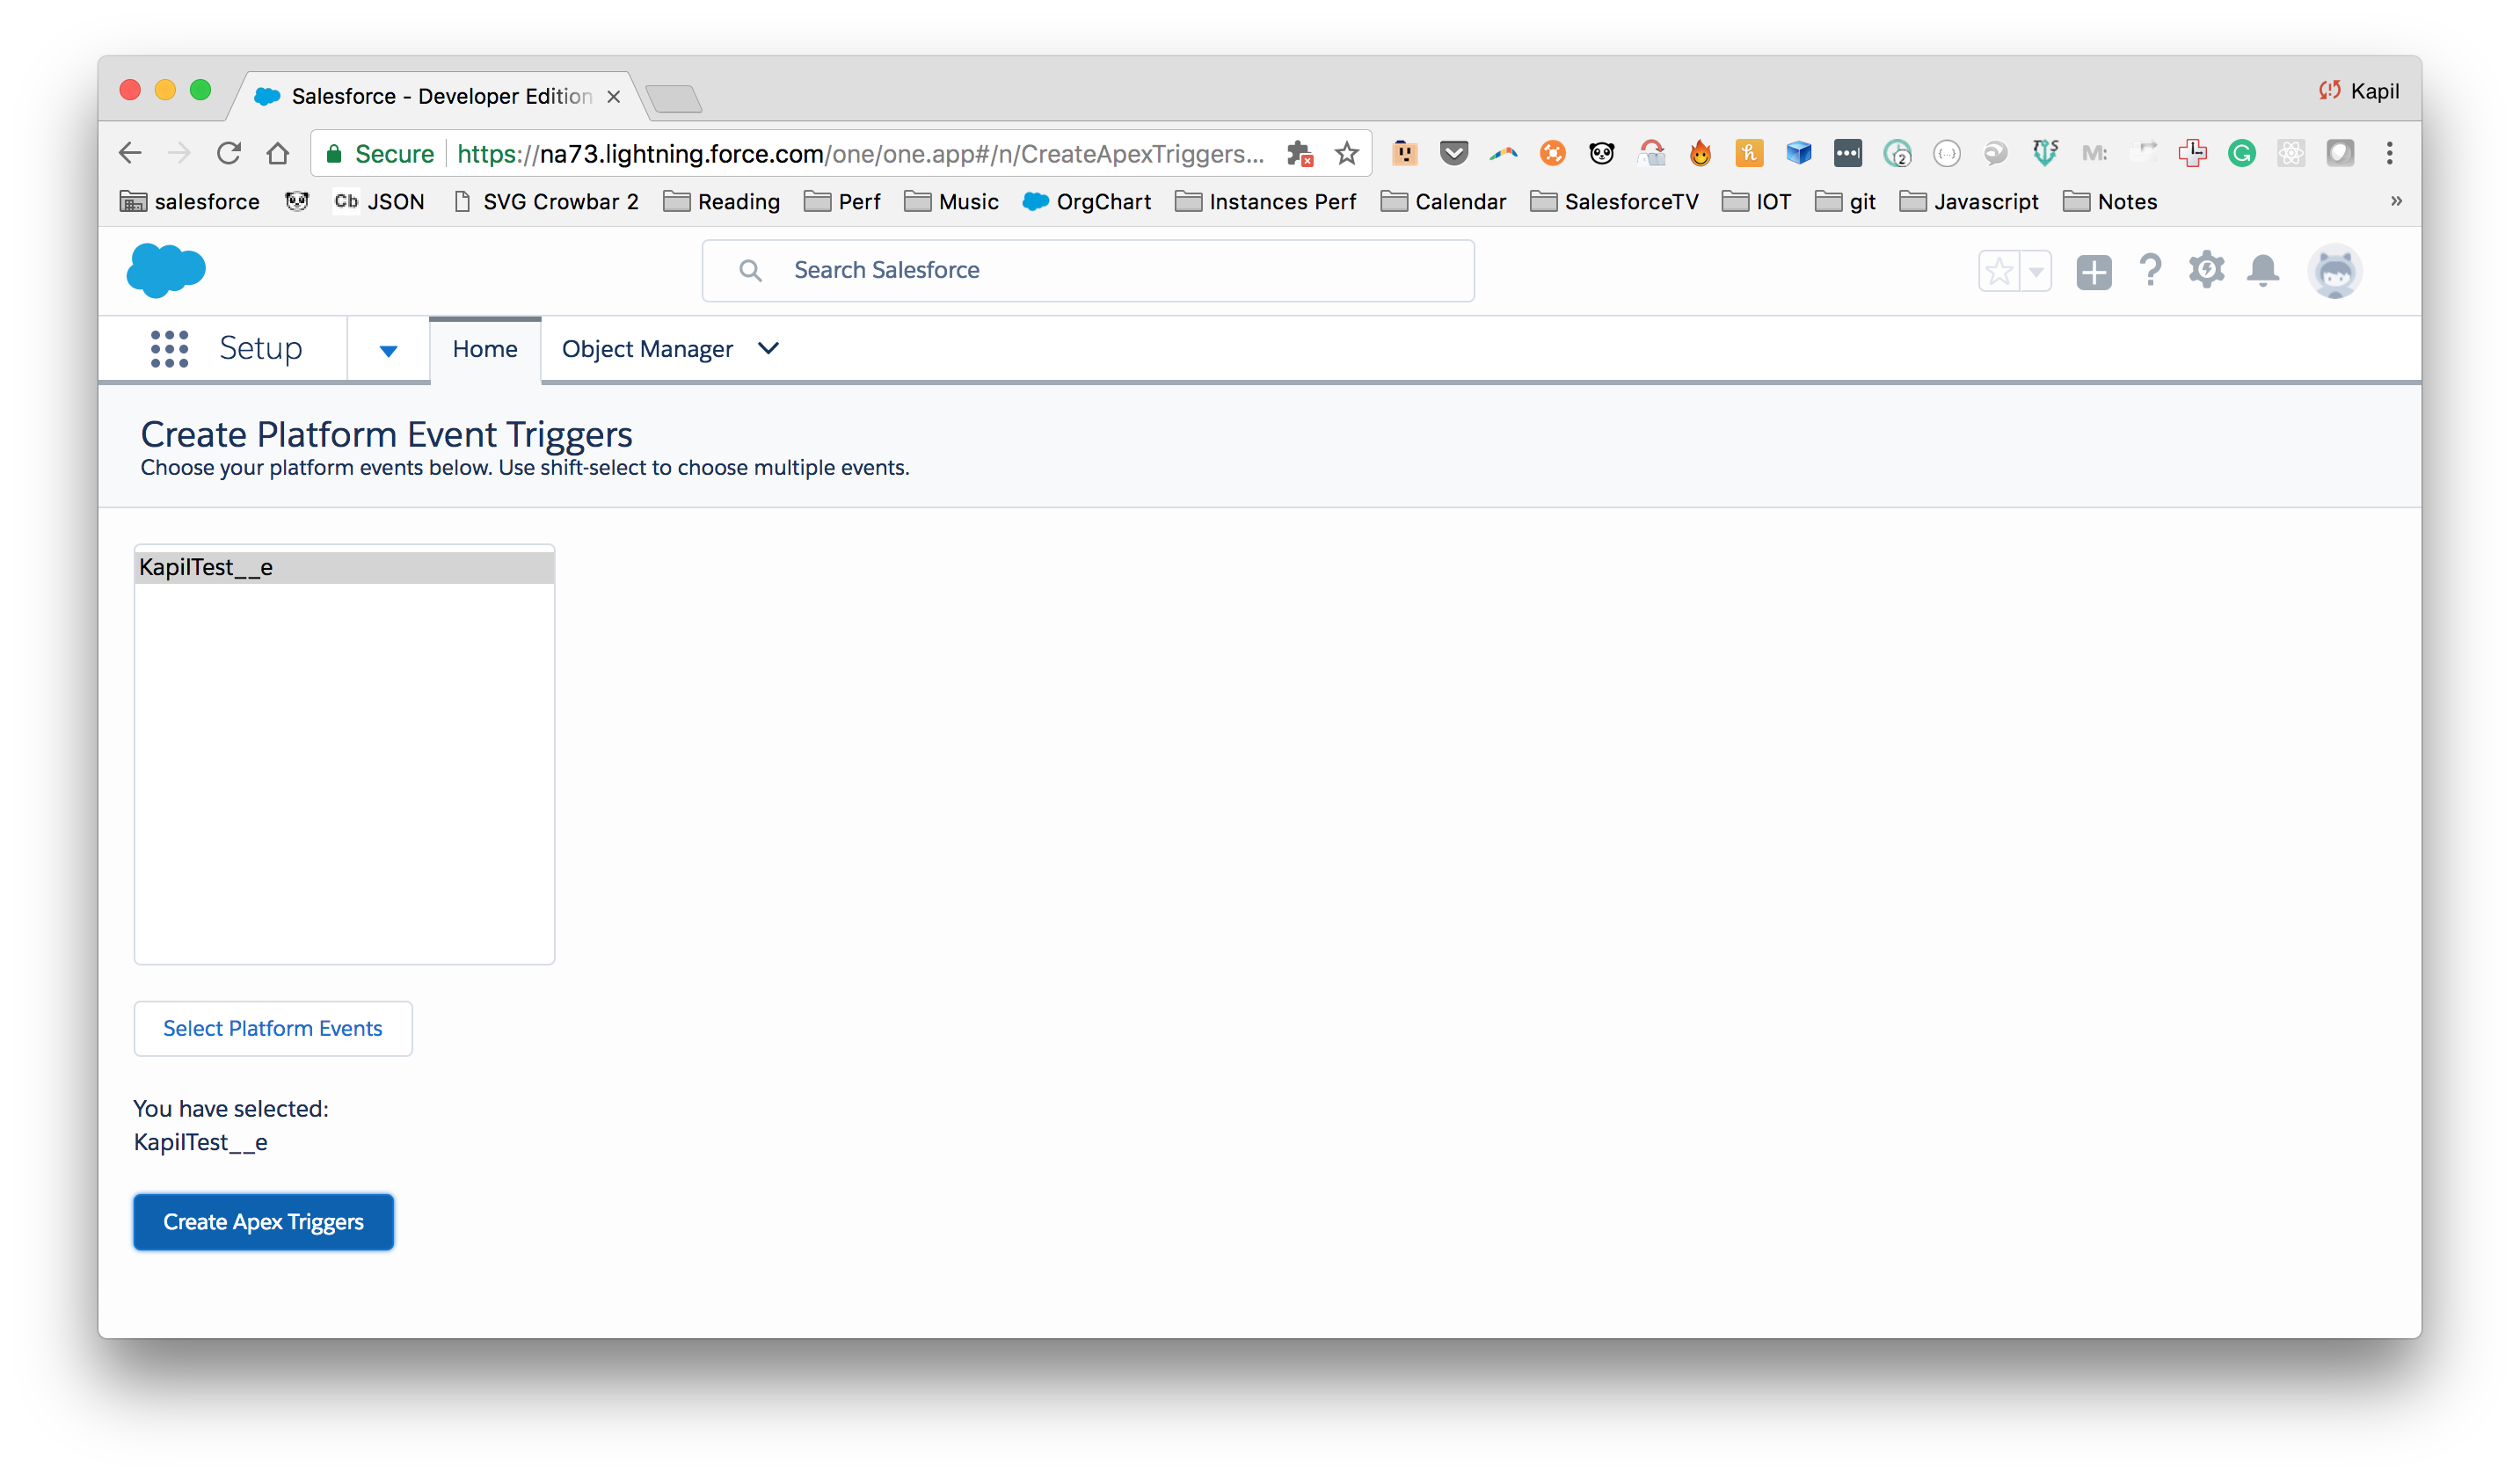 Salesforce - Developer Edition
Kapil
Secure https://na73.lightning.force.com/one/one.app#/n/CreateApexTriggers...
salesforce Cb JSON SVG Crowbar 2 Reading Perf Music OrgChart Instances Perf Calendar SalesforceTV IOT git Javascript Notes »
Search Salesforce
Setup Home Object Manager
Create Platform Event Triggers
Choose your platform events below. Use shift-select to choose multiple events.
KapilTest__e
Select Platform Events
You have selected:
KapilTest__e
Create Apex Triggers